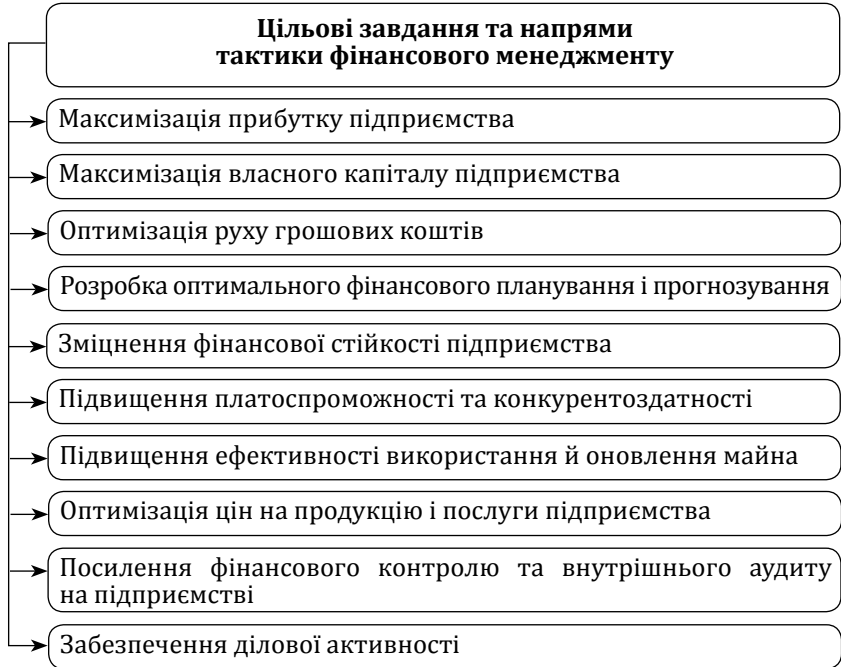 Цільові завдання та напрями
тактики фінансового менеджменту
Максимізація прибутку підприємства
Максимізація власного капіталу підприємства
Оптимізація руху грошових коштів
Розробка оптимального фінансового планування і прогнозування
Зміцнення фінансової стійкості підприємства
Підвищення платоспроможності та конкурентоздатності
Підвищення ефективності використання й оновлення майна
Оптимізація цін на продукцію і послуги підприємства
Посилення фінансового контролю та внутрішнього аудиту
на підприємстві
Забезпечення ділової активності